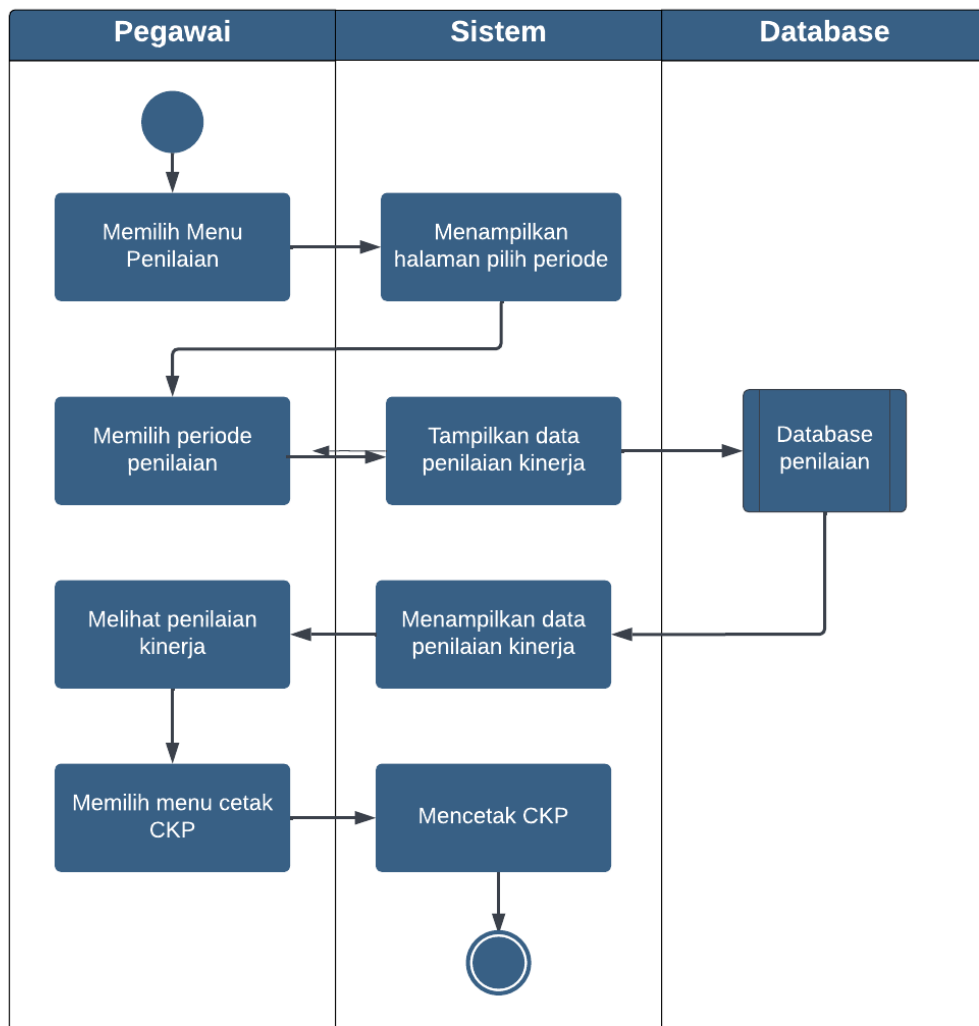 Pegawai
Sistem
Database
Memilih Menu
Penilaian
Menampilkan
halaman pilih periode
Memilih periode
penilaian
Tampilkan data
penilaian kinerja
Database
penilaian
Melihat penilaian
kinerja
Menampilkan data
penilaian kinerja
Memilih menu cetak
CKP
Mencetak CKP